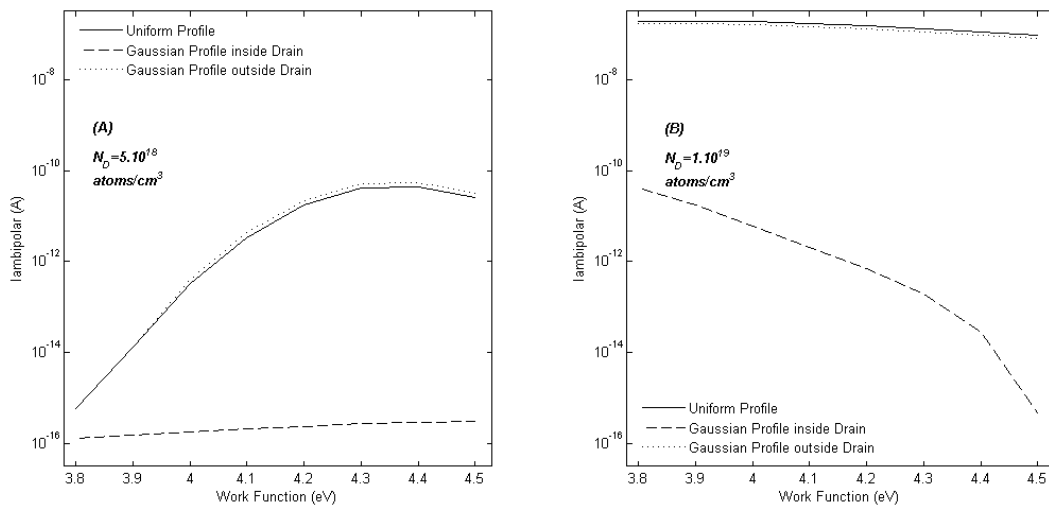 Uniform Profile
Gaussian Profile inside Drain
Gaussian Profile outside Drain
(A)
N_D=5.10^18
atoms/cm^3
Iambipolar (A)
10^-8
10^-10
10^-12
10^-14
10^-16
3.8 3.9 4 4.1 4.2 4.3 4.4 4.5
Work Function (eV)
(B)
N_D=1.10^19
atoms/cm^3
Iambipolar (A)
10^-8
10^-10
10^-12
10^-14
10^-16
Uniform Profile
Gaussian Profile inside Drain
Gaussian Profile outside Drain
3.8 3.9 4 4.1 4.2 4.3 4.4 4.5
Work Function (eV)